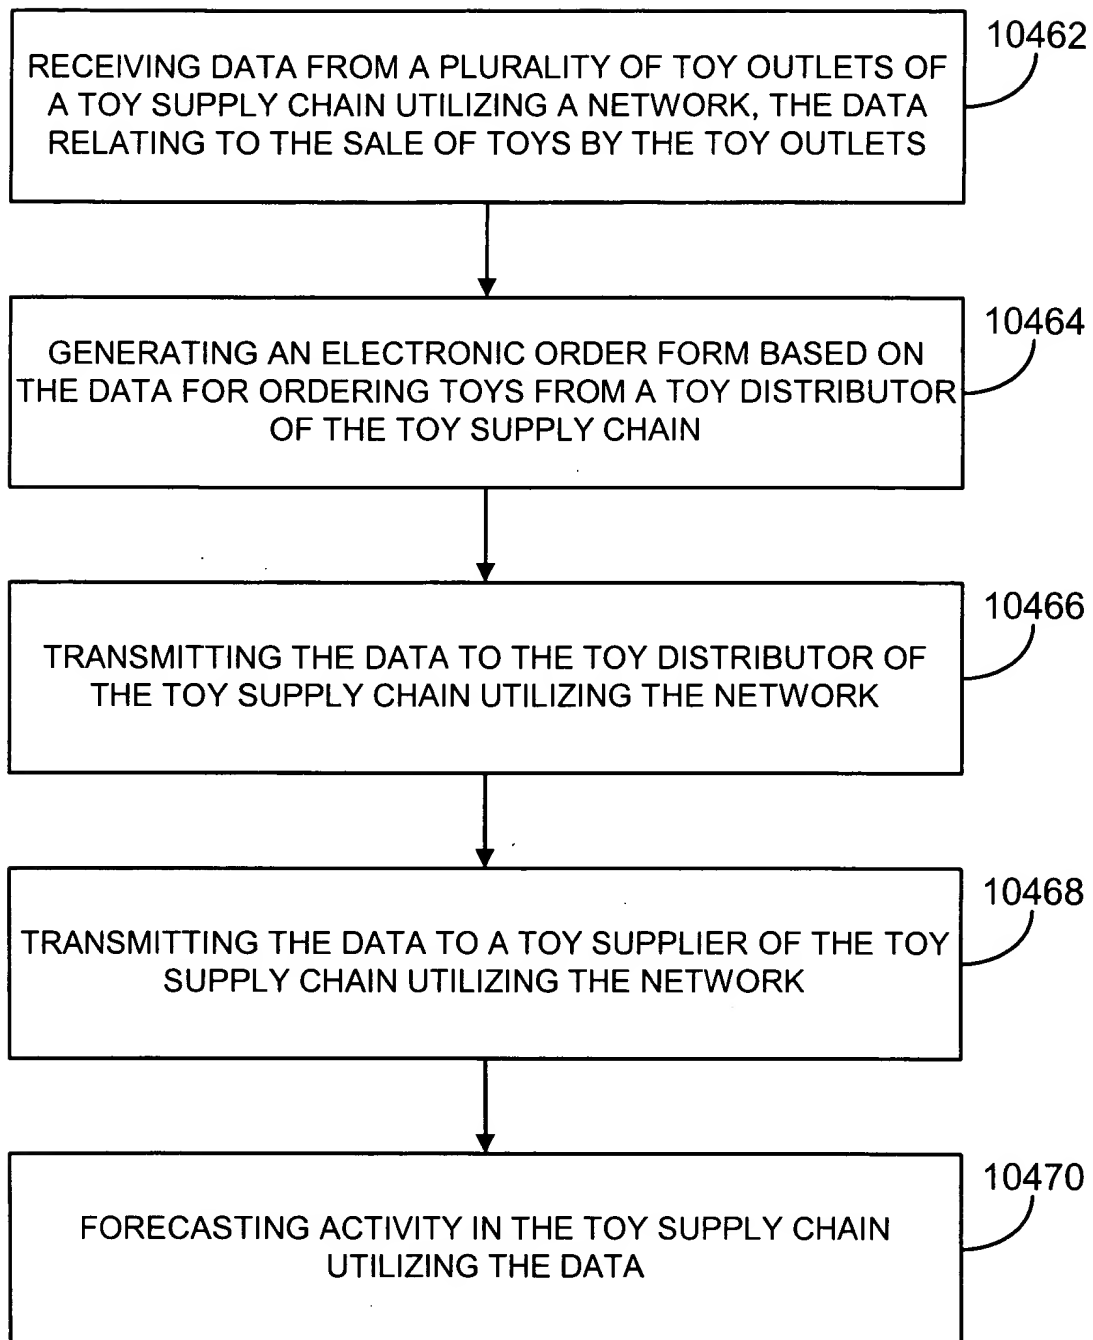 10462
RECEIVING DATA FROM A PLURALITY OF TOY OUTLETS OF
A TOY SUPPLY CHAIN UTILIZING A NETWORK, THE DATA
RELATING TO THE SALE OF TOYS BY THE TOY OUTLETS
10464
GENERATING AN ELECTRONIC ORDER FORM BASED ON
THE DATA FOR ORDERING TOYS FROM A TOY DISTRIBUTOR
OF THE TOY SUPPLY CHAIN
10466
TRANSMITTING THE DATA TO THE TOY DISTRIBUTOR OF
THE TOY SUPPLY CHAIN UTILIZING THE NETWORK
10468
TRANSMITTING THE DATA TO A TOY SUPPLIER OF THE TOY
SUPPLY CHAIN UTILIZING THE NETWORK
10470
FORECASTING ACTIVITY IN THE TOY SUPPLY CHAIN
UTILIZING THE DATA